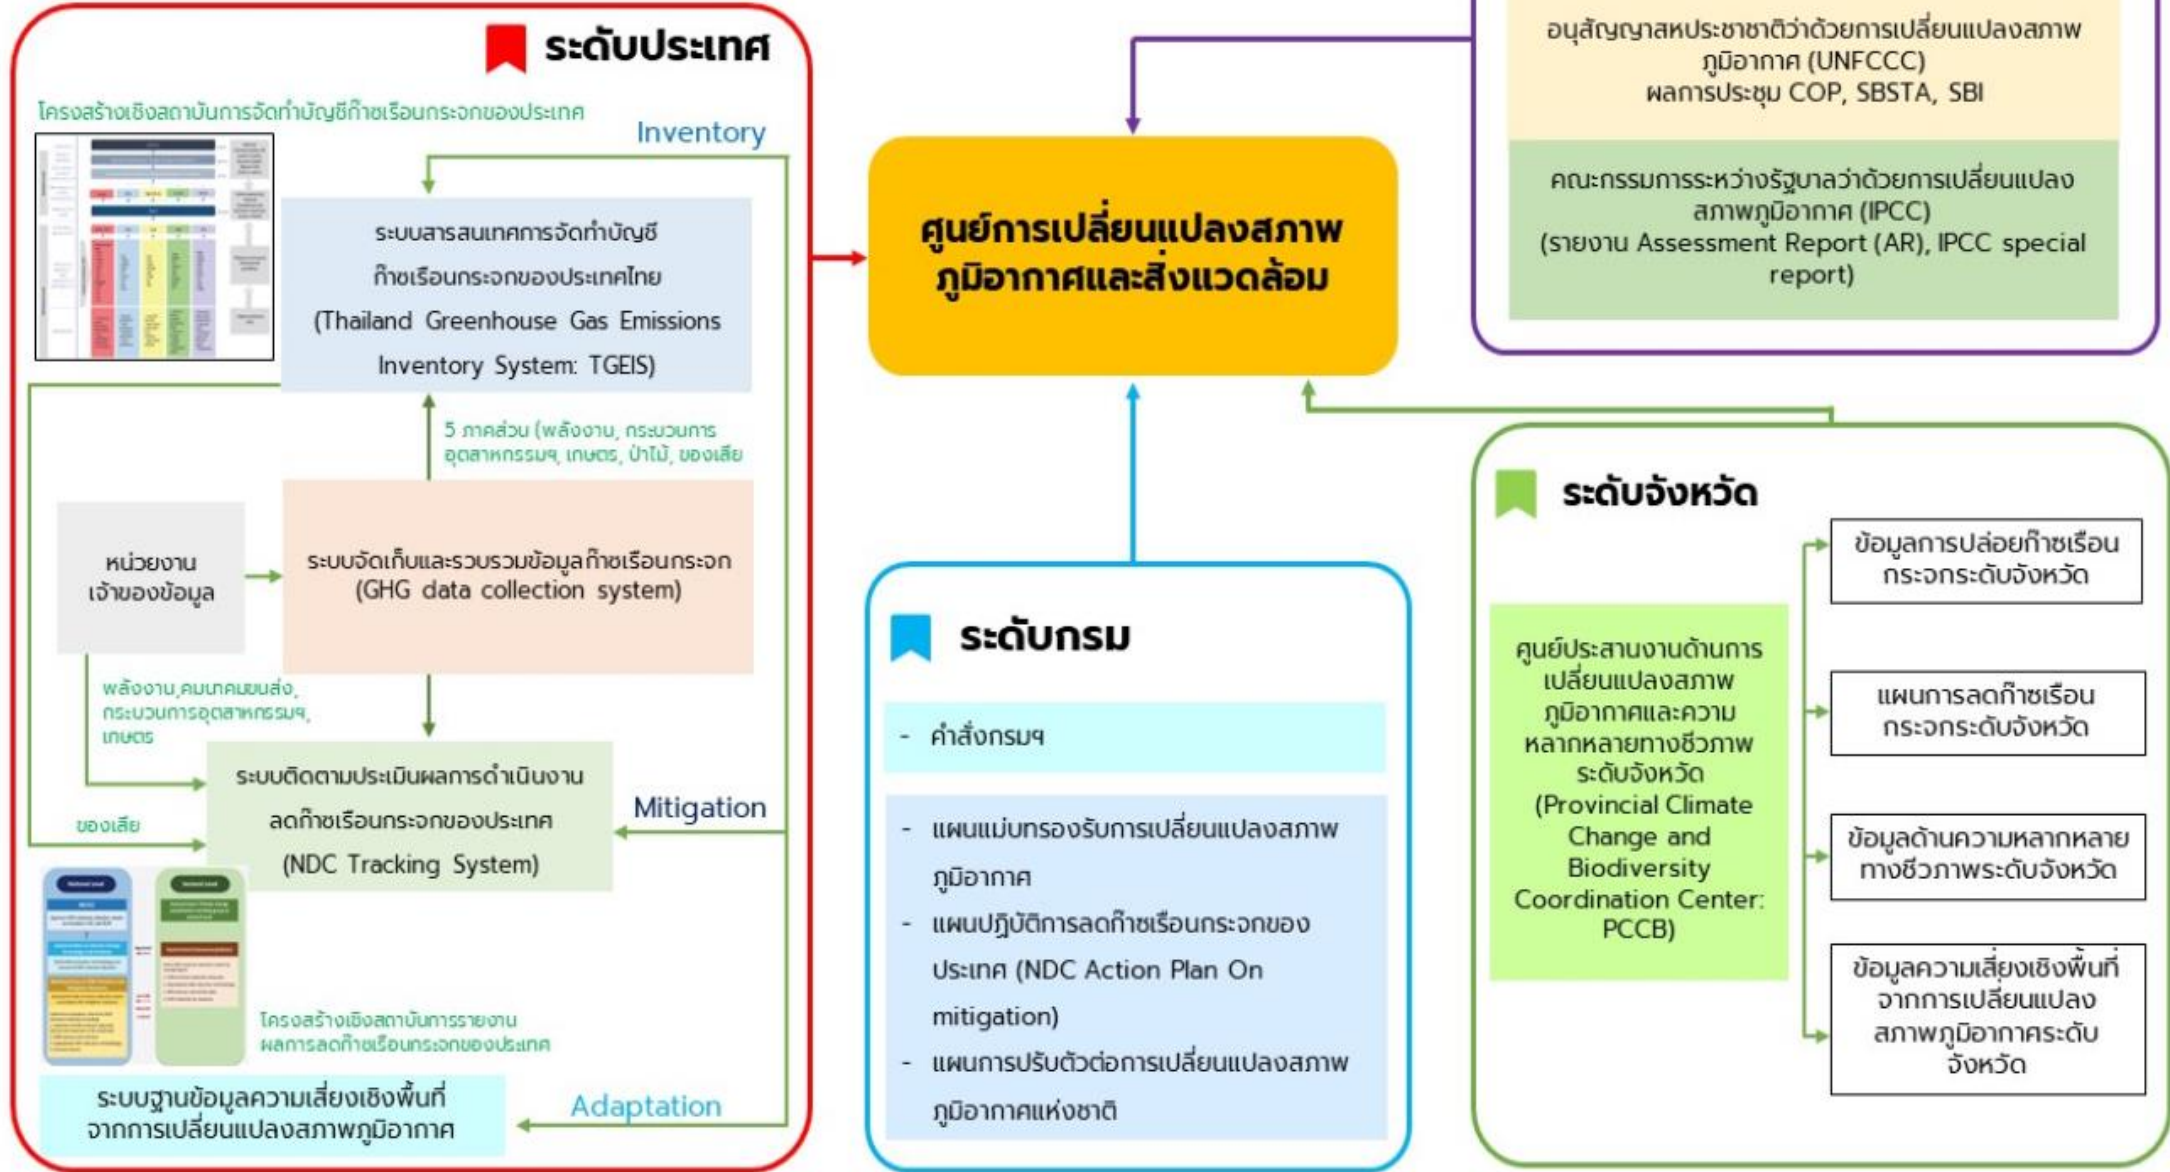 ระดับประเทศ
โครงสร้างเชิงสถาบันการจัดทำบัญชีก๊าซเรือนกระจกของประเทศ
Inventory
ระบบสารสนเทศการจัดทำบัญชี
ก๊าซเรือนกระจกของประเทศไทย
(Thailand Greenhouse Gas Emissions
Inventory System: TGEIS)
5 ภาคส่วน (พลังงาน, กระบวนการ
อุตสาหกรรมฯ, เกษตร, ป่าไม้, ของเสีย
หน่วยงาน
เจ้าของข้อมูล
ระบบจัดเก็บและรวบรวมข้อมูลก๊าซเรือนกระจก
(GHG data collection system)
พลังงาน,คมนาคมขนส่ง,
กระบวนการอุตสาหกรรมฯ,
เกษตร
ระบบติดตามประเมินผลการดำเนินงาน
ลดก๊าซเรือนกระจกของประเทศ
(NDC Tracking System)
Mitigation
ของเสีย
โครงสร้างเชิงสถาบันการรายงาน
ผลการลดก๊าซเรือนกระจกของประเทศ
ระบบฐานข้อมูลความเสี่ยงเชิงพื้นที่
จากการเปลี่ยนแปลงสภาพภูมิอากาศ
Adaptation
ศูนย์การเปลี่ยนแปลงสภาพ
ภูมิอากาศและสิ่งแวดล้อม
อนุสัญญาสหประชาชาติว่าด้วยการเปลี่ยนแปลงสภาพ
ภูมิอากาศ (UNFCCC)
ผลการประชุม COP, SBSTA, SBI
คณะกรรมการระหว่างรัฐบาลว่าด้วยการเปลี่ยนแปลง
สภาพภูมิอากาศ (IPCC)
(รายงาน Assessment Report (AR), IPCC special
report)
ระดับกรม
- คำสั่งกรมฯ
- แผนแม่บทรองรับการเปลี่ยนแปลงสภาพ
ภูมิอากาศ
- แผนปฏิบัติการลดก๊าซเรือนกระจกของ
ประเทศ (NDC Action Plan On
mitigation)
- แผนการปรับตัวต่อการเปลี่ยนแปลงสภาพ
ภูมิอากาศแห่งชาติ
ระดับจังหวัด
ศูนย์ประสานงานด้านการ
เปลี่ยนแปลงสภาพ
ภูมิอากาศและความ
หลากหลายทางชีวภาพ
ระดับจังหวัด
(Provincial Climate
Change and
Biodiversity
Coordination Center:
PCCB)
ข้อมูลการปล่อยก๊าซเรือน
กระจกระดับจังหวัด
แผนการลดก๊าซเรือน
กระจกระดับจังหวัด
ข้อมูลด้านความหลากหลาย
ทางชีวภาพระดับจังหวัด
ข้อมูลความเสี่ยงเชิงพื้นที่
จากการเปลี่ยนแปลง
สภาพภูมิอากาศระดับ
จังหวัด